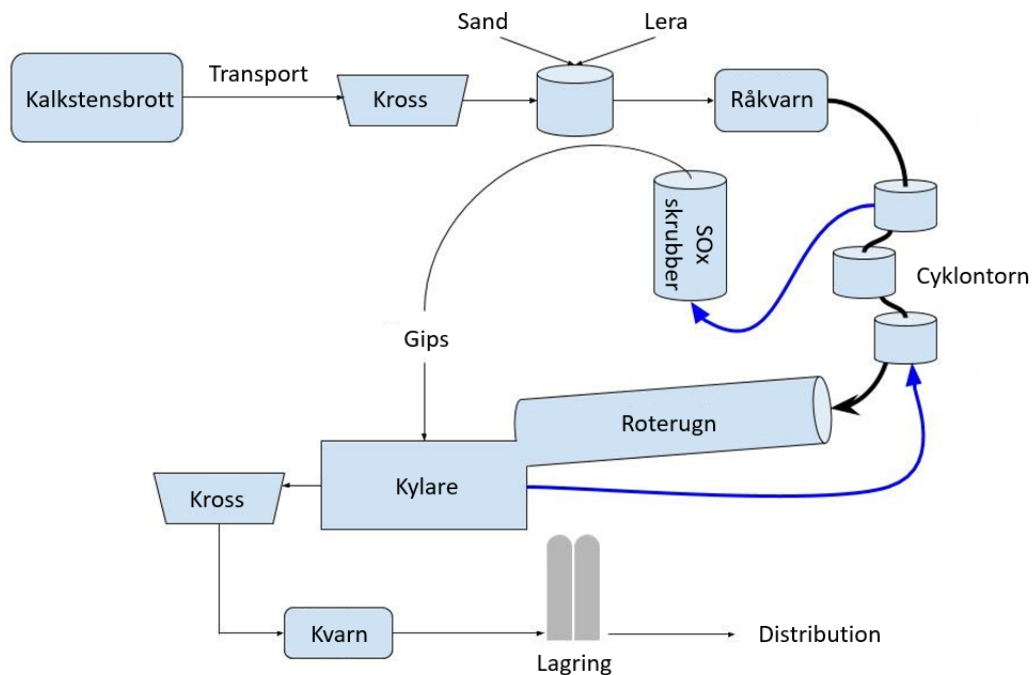 Sand
Lera
Kalkstensbrott
Transport
Kross
Råkvarn
SOx
skrubber
Cyklontorn
Gips
Roterugn
Kylare
Kross
Kvarn
Lagring
Distribution